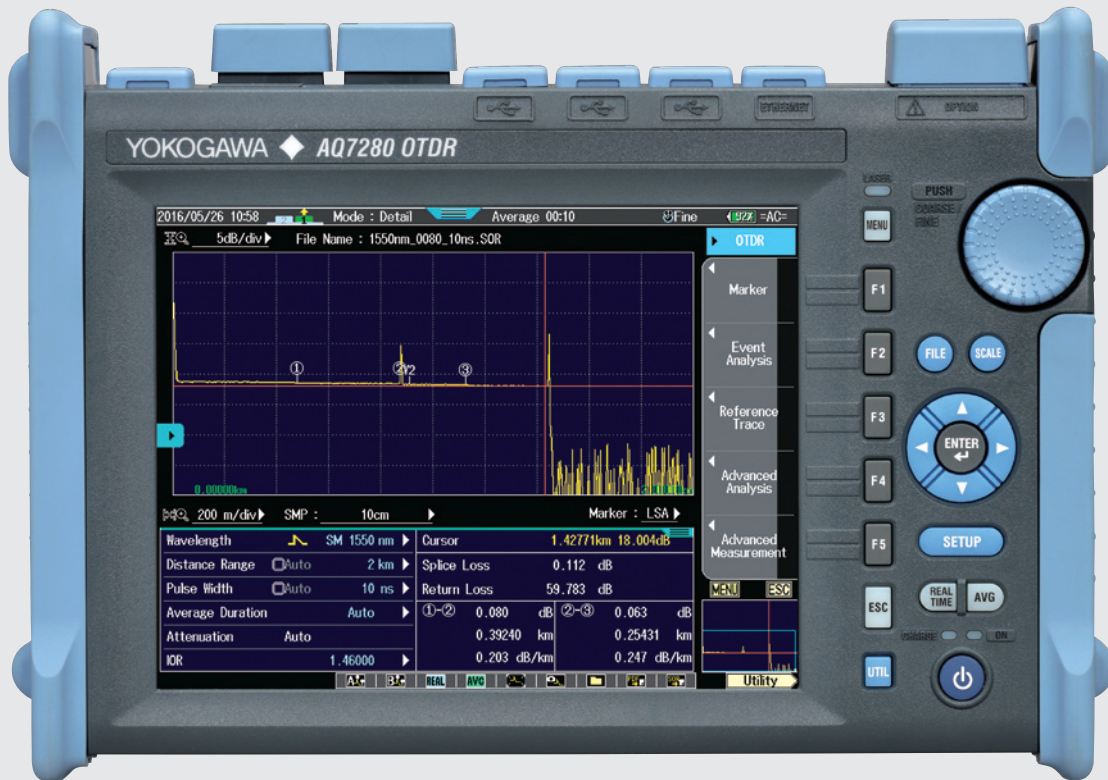 ETHERNET
OPTION
YOKOGAWA AQ7280 OTDR
LASER
PUSH
COARSE /
FINE
2016/05/26 10:58 Mode : Detail Average 00:10 Fine 92% =AC=
5dB/div File Name : 1550nm_0080_10ns.SOR
OTDR
MENU
Marker
F1
Event
Analysis
F2
FILE
SCALE
① ② Y2 ③
Reference
Trace
F3
ENTER
Advanced
Analysis
F4
0.00000km
200 m/div SMP : 10cm Marker : LSA
Advanced
Measurement
F5
SETUP
Wavelength SM 1550 nm Cursor 1.42771km 18.004dB
Distance Range Auto 2 km Splice Loss 0.112 dB
Pulse Width Auto 10 ns Return Loss 59.783 dB
MENU ESC
REAL
TIME
AVG
ESC
Average Duration Auto ①-② 0.080 dB ②-③ 0.063 dB
Attenuation Auto 0.39240 km 0.25431 km
IOR 1.46000 0.203 dB/km 0.247 dB/km
CHARGE ON
UTIL
REAL AVG Utility